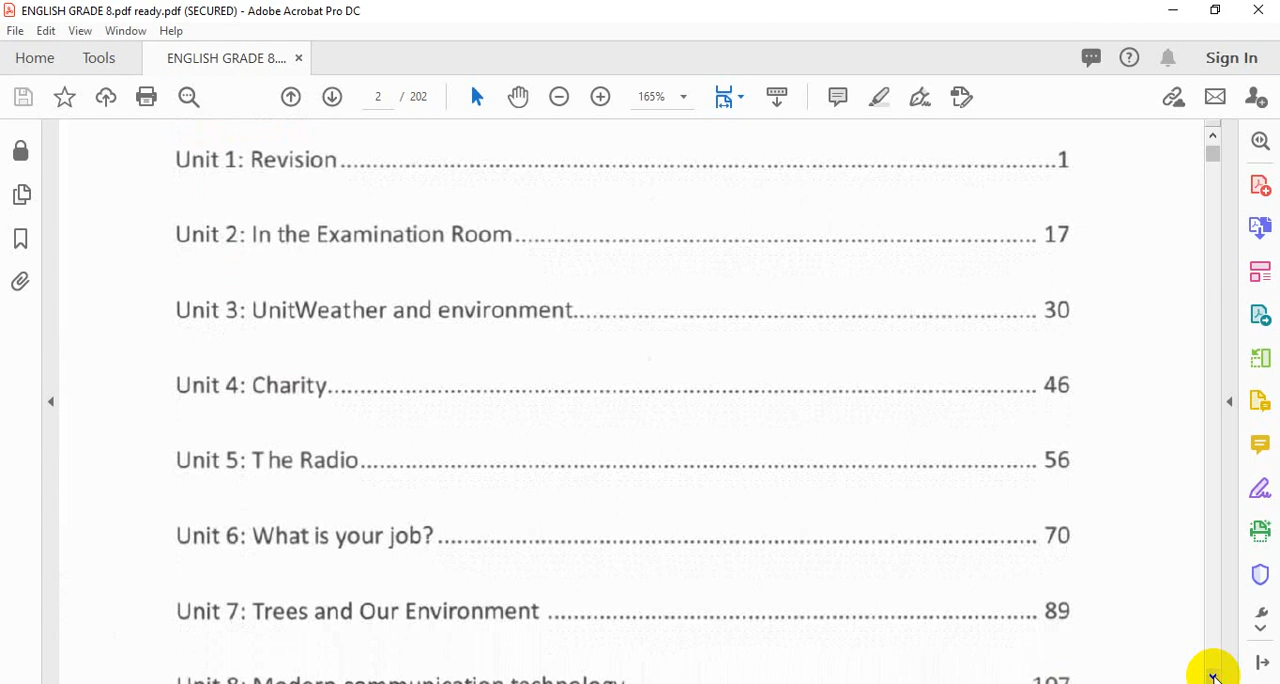 ENGLISH GRADE 8.pdf ready.pdf (SECURED) - Adobe Acrobat Pro DC
File Edit View Window Help
Home Tools ENGLISH GRADE 8.... × Sign In
2 / 202 165%
Unit 1: Revision..........1
Unit 2: In the Examination Room.......... 17
Unit 3: UnitWeather and environment.......... 30
Unit 4: Charity.......... 46
Unit 5: The Radio.......... 56
Unit 6: What is your job? .......... 70
Unit 7: Trees and Our Environment .......... 89
Unit 8: Modern communication technology 107